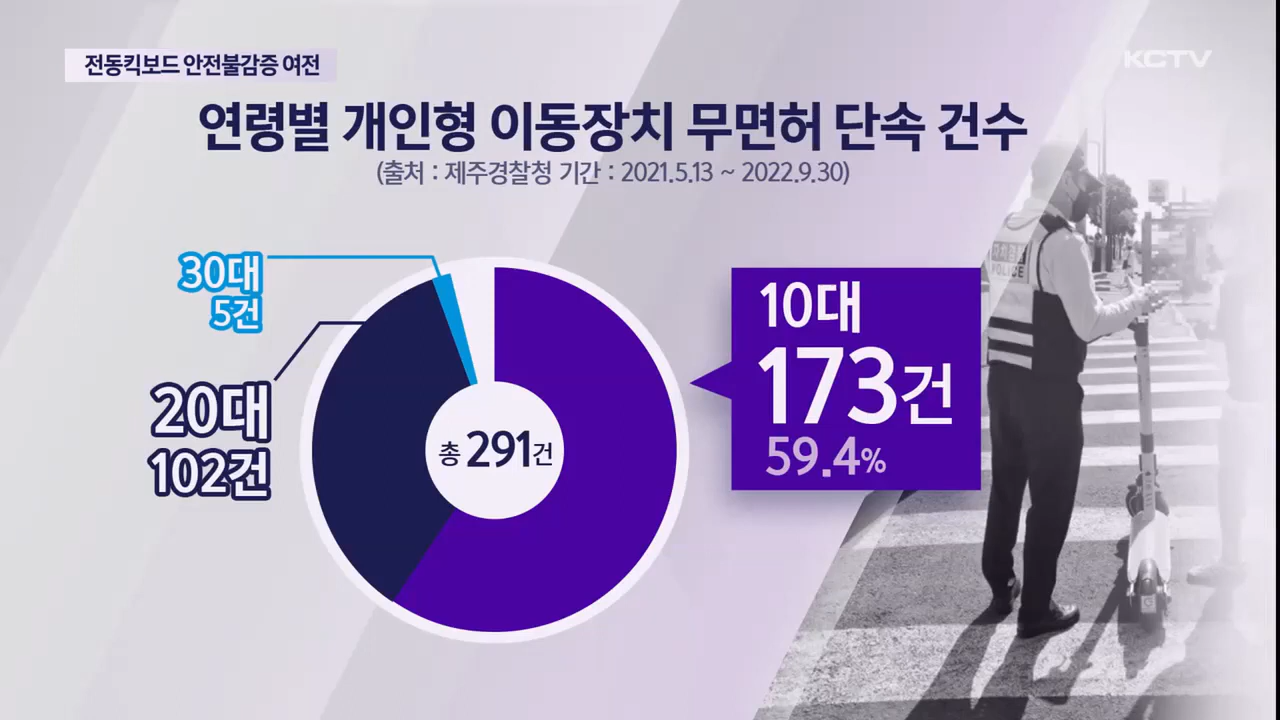 전동킥보드 안전불감증 여전
KCTV
연령별 개인형 이동장치 무면허 단속 건수
(출처 : 제주경찰청 기간 : 2021.5.13 ~ 2022.9.30)
30대
5건
20대
102건
총 291건
10대
173건
59.4%
POLICE